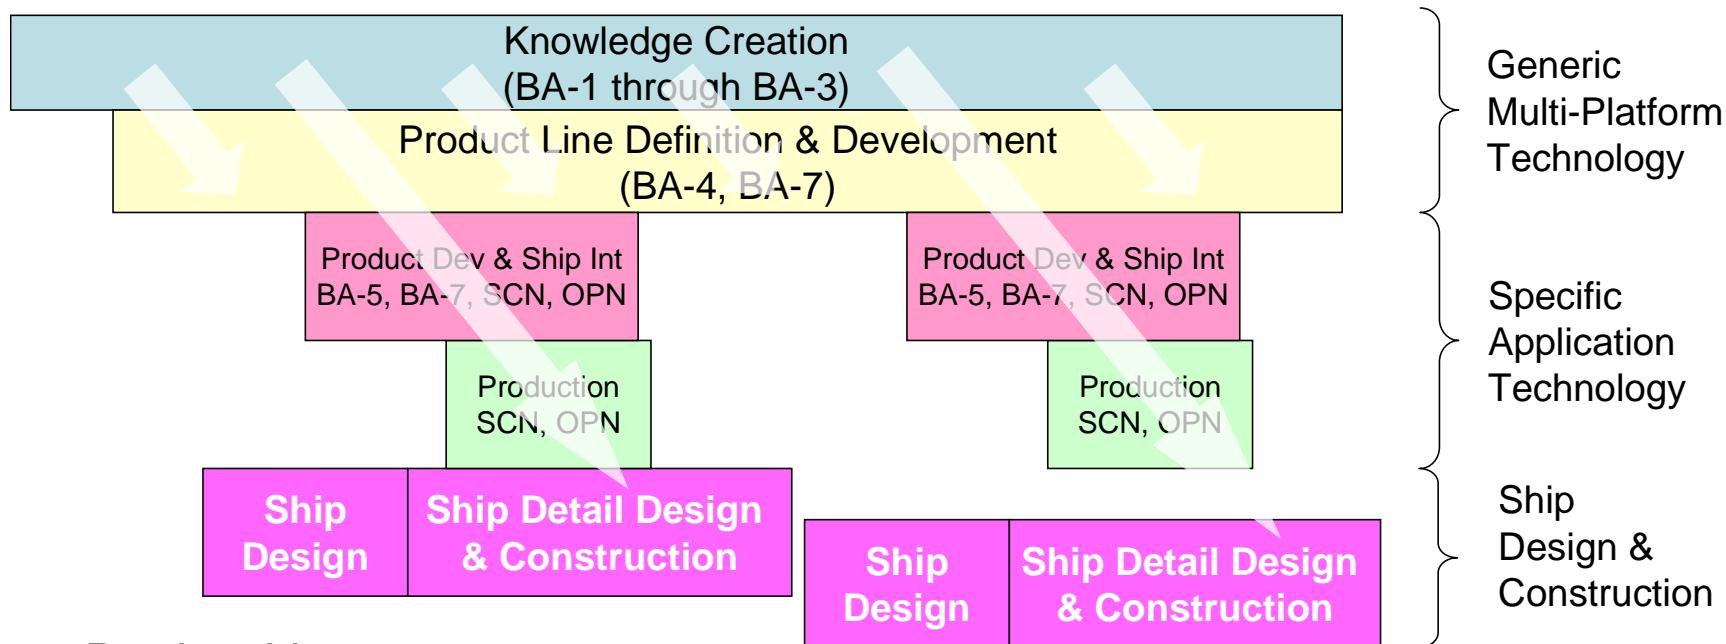 Knowledge Creation
(BA-1 through BA-3)
Product Line Definition & Development
(BA-4, BA-7)
Generic
Multi-Platform
Technology
Product Dev & Ship Int
BA-5, BA-7, SCN, OPN
Product Dev & Ship Int
BA-5, BA-7, SCN, OPN
Production
SCN, OPN
Production
SCN, OPN
Specific
Application
Technology
Ship
Design
Ship Detail Design
& Construction
Ship
Design
Ship Detail Design
& Construction
Ship
Design &
Construction